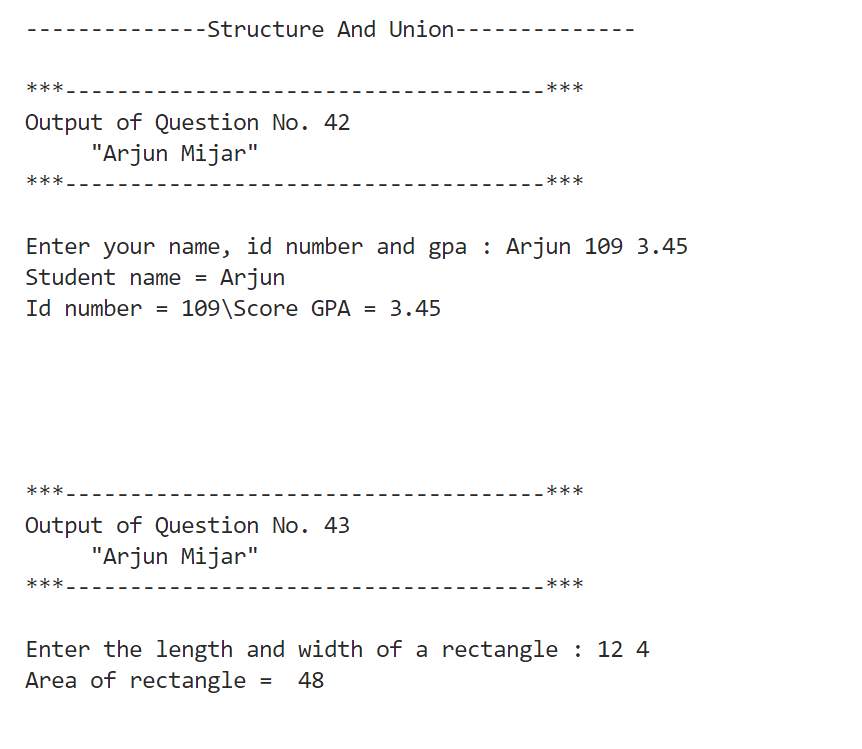 --------------Structure And Union--------------
***-------------------------------------***
Output of Question No. 42
"Arjun Mijar"
***-------------------------------------***
Enter your name, id number and gpa : Arjun 109 3.45
Student name = Arjun
Id number = 109\Score GPA = 3.45
***-------------------------------------***
Output of Question No. 43
"Arjun Mijar"
***-------------------------------------***
Enter the length and width of a rectangle : 12 4
Area of rectangle =  48